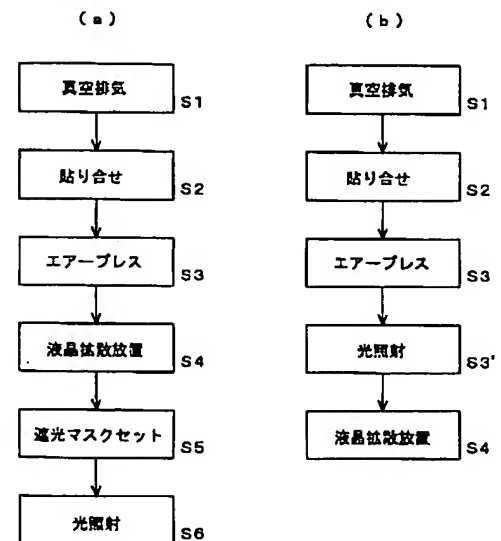 (a)
真空排気
S1
貼り合せ
S2
エアープレス
S3
液晶拡散放置
S4
遮光マスクセット
S5
光照射
S6
(b)
真空排気
S1
貼り合せ
S2
エアープレス
S3
光照射
S3'
液晶拡散放置
S4